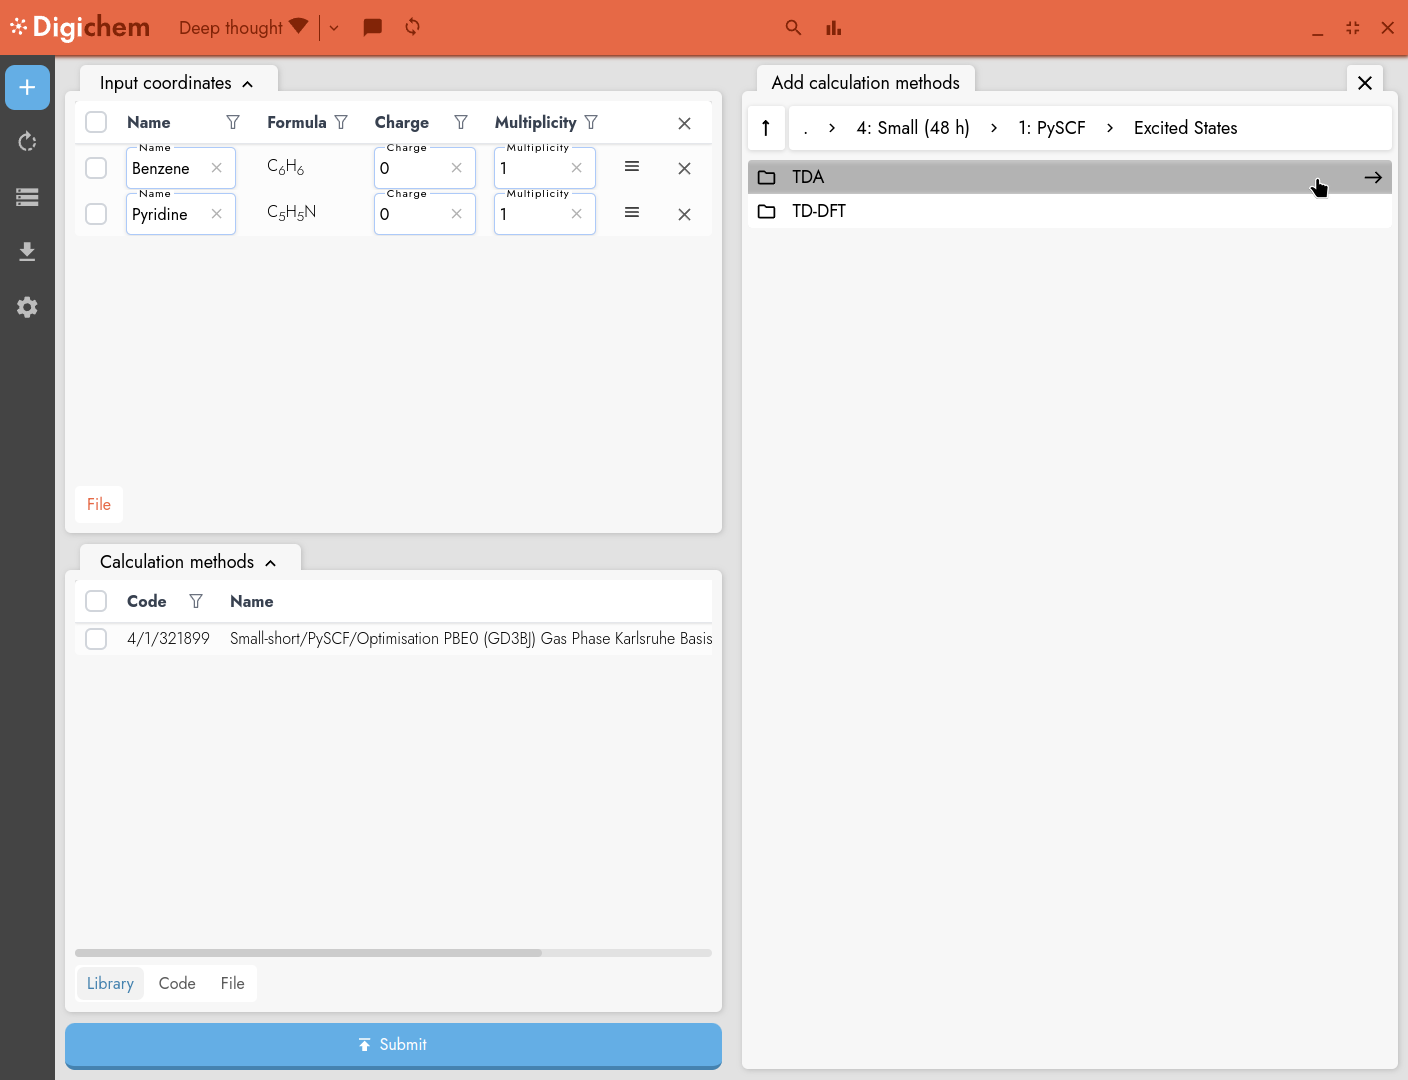 Digichem Deep thought
Input coordinates
Name Formula Charge Multiplicity
Name Charge Multiplicity
Benzene C6H6 0 1
Name Charge Multiplicity
Pyridine C5H5N 0 1
File
Calculation methods
Code Name
4/1/321899 Small-short/PySCF/Optimisation PBE0 (GD3BJ) Gas Phase Karlsruhe Basis
Library Code File
Submit
Add calculation methods
. > 4: Small (48 h) > 1: PySCF > Excited States
TDA
TD-DFT